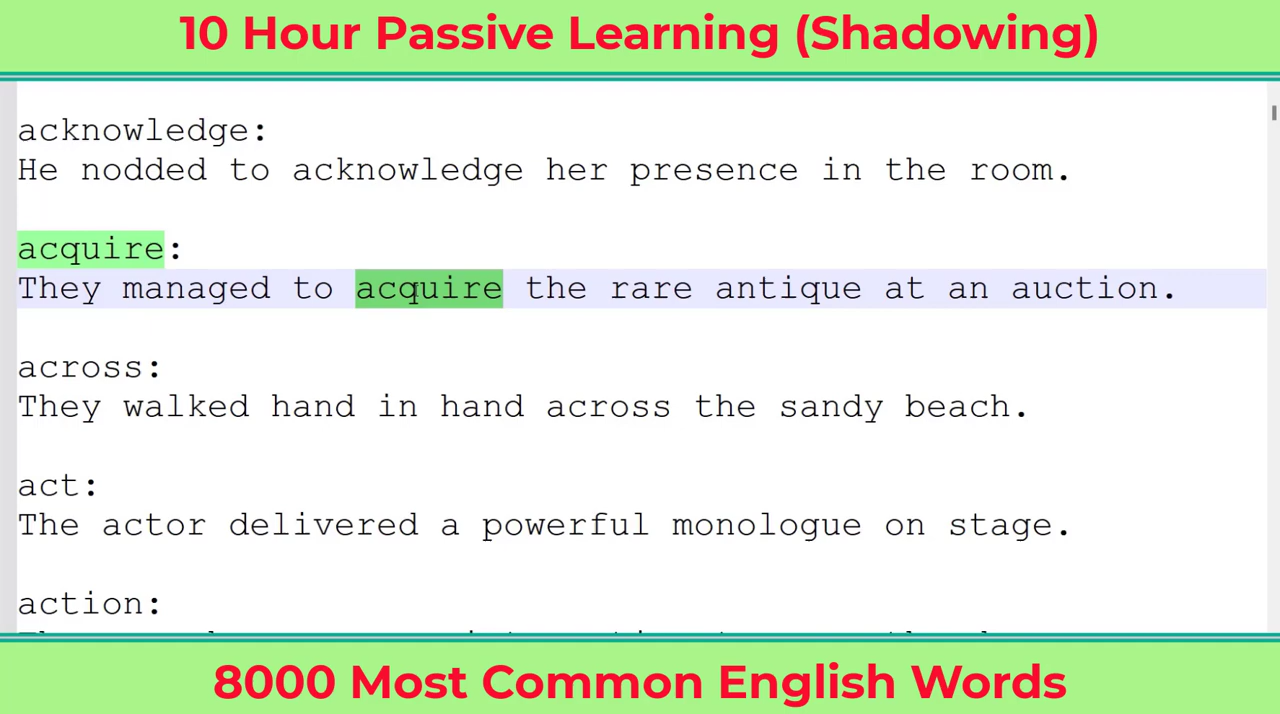 10 Hour Passive Learning (Shadowing)
acknowledge:
He nodded to acknowledge her presence in the room.
acquire:
They managed to acquire the rare antique at an auction.
across:
They walked hand in hand across the sandy beach.
act:
The actor delivered a powerful monologue on stage.
action:
8000 Most Common English Words